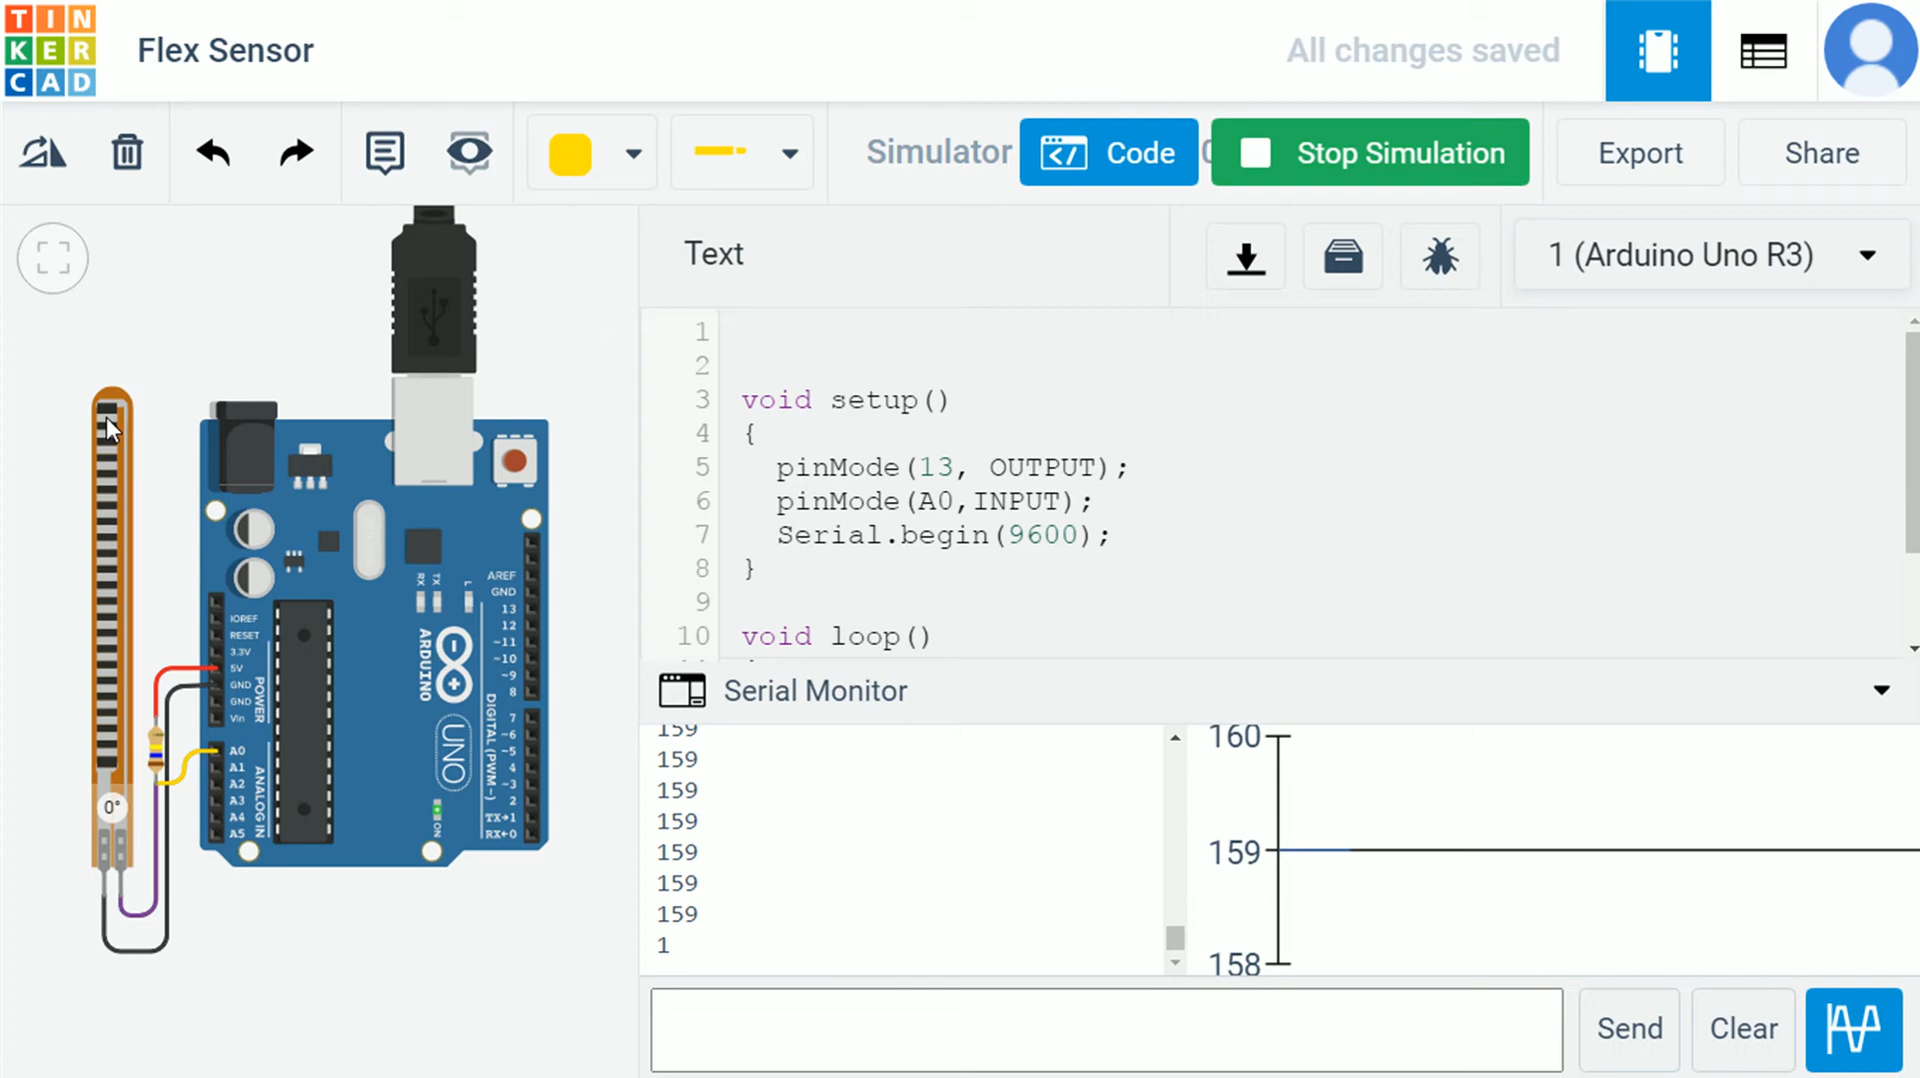 TIN
KER
CAD
Flex Sensor
All changes saved
Simulator
Code
Stop Simulation
Export
Share
Text
1 (Arduino Uno R3)
1
2
3 void setup()
4 {
5 pinMode(13, OUTPUT);
6 pinMode(A0,INPUT);
7 Serial.begin(9600);
8 }
9
10 void loop()
AREF
GND
13
12
~11
~10
~9
8
7
~6
~5
4
~3
2
TX→1
RX←0
DIGITAL (PWM~)
RX
TX
L
ARDUINO
UNO
ON
IOREF
RESET
3.3V
5V
GND
GND
Vin
POWER
A0
A1
A2
A3
A4
A5
ANALOG IN
0°
Serial Monitor
159
159
159
159
159
159
159
1
160
159
158
Send
Clear